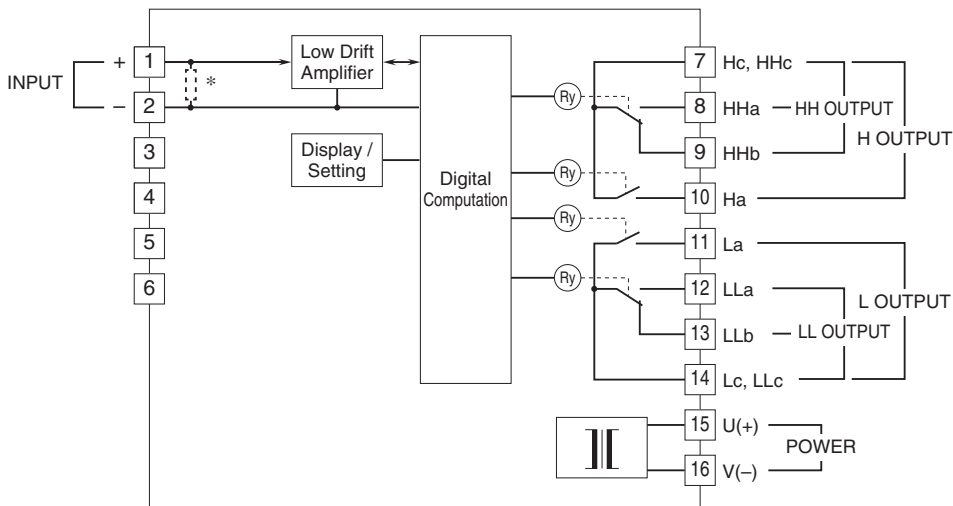 INPUT
+
−
1
2
3
4
5
6
*
Low Drift
Amplifier
Display /
Setting
Digital
Computation
Ry
Ry
Ry
Ry
7 Hc, HHc
8 HHa
9 HHb
10 Ha
HH OUTPUT
H OUTPUT
11 La
12 LLa
13 LLb
14 Lc, LLc
LL OUTPUT
L OUTPUT
15 U(+)
16 V(–)
POWER